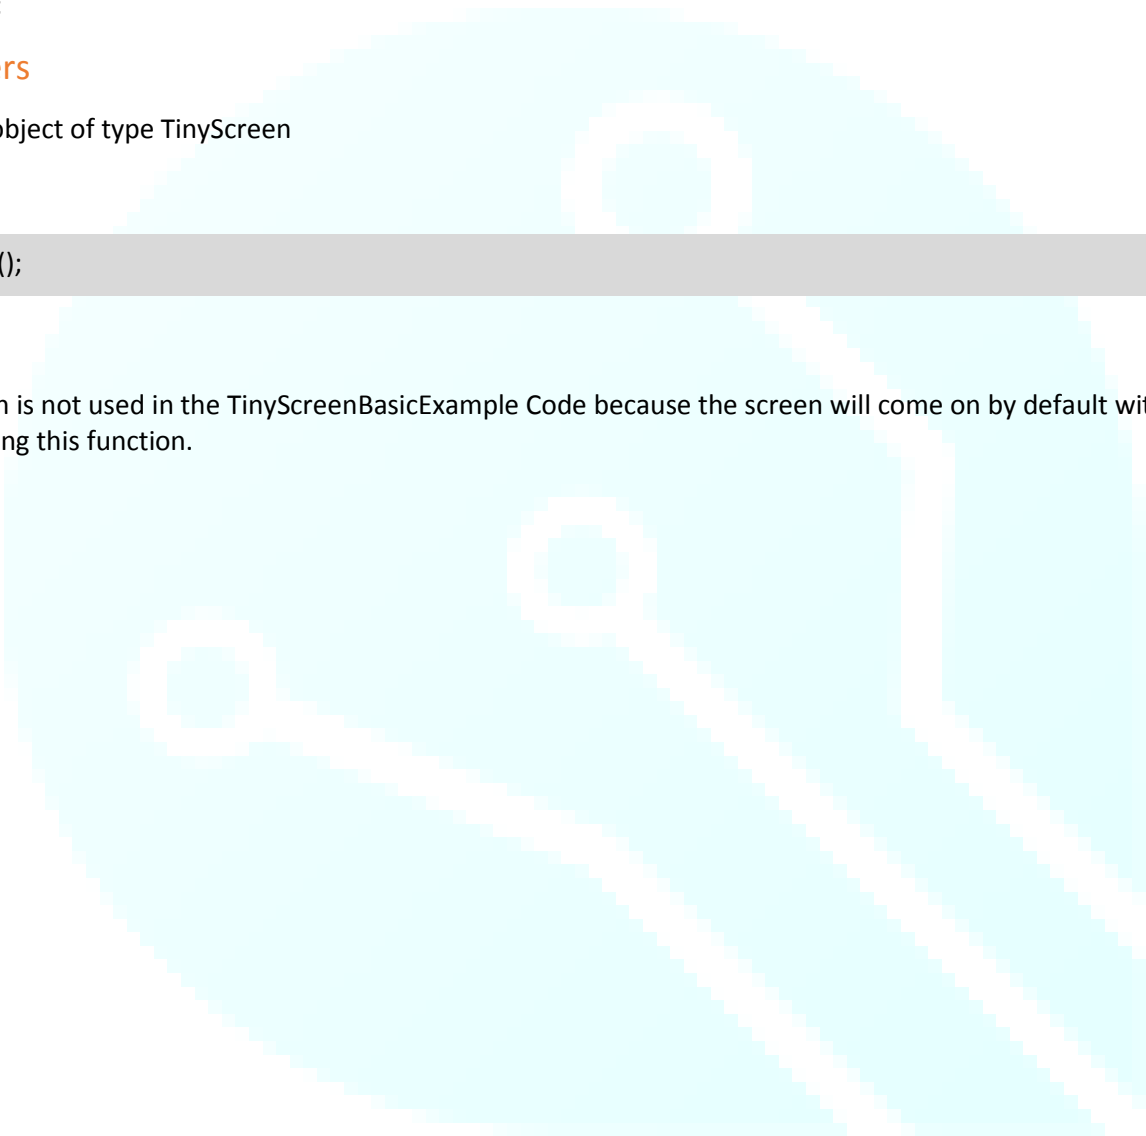 rs
object of type TinyScreen
();
n is not used in the TinyScreenBasicExample Code because the screen will come on by default wit
ng this function.